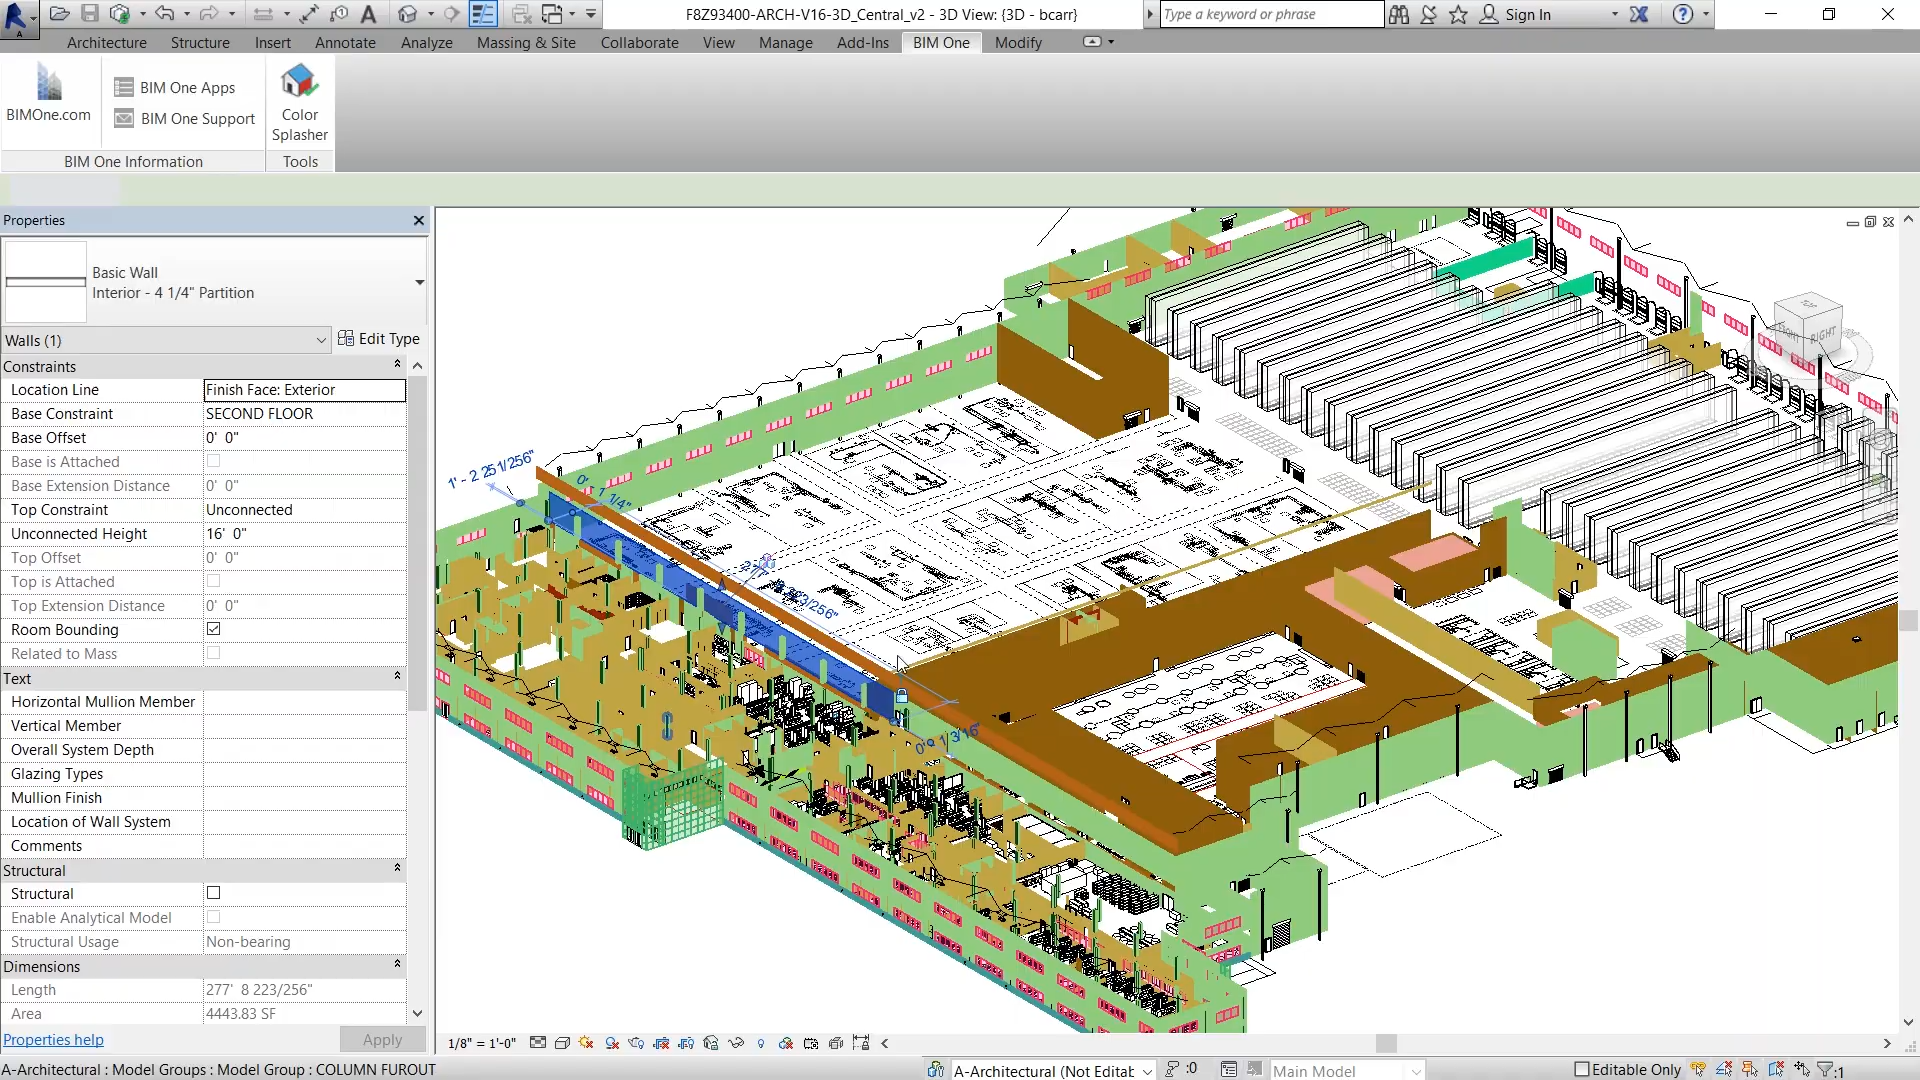 F8Z93400-ARCH-V16-3D_Central_v2 - 3D View: {3D - bcarr}
Type a keyword or phrase
Sign In
Architecture Structure Insert Annotate Analyze Massing & Site Collaborate View Manage Add-Ins BIM One Modify
BIMOne.com
BIM One Apps
BIM One Support
Color
Splasher
BIM One Information
Tools
Properties
Basic Wall
Interior - 4 1/4" Partition
Walls (1)
Edit Type
Constraints
Location Line Finish Face: Exterior
Base Constraint SECOND FLOOR
Base Offset 0' 0"
Base is Attached
Base Extension Distance 0' 0"
Top Constraint Unconnected
Unconnected Height 16' 0"
Top Offset 0' 0"
Top is Attached
Top Extension Distance 0' 0"
Room Bounding
Related to Mass
Text
Horizontal Mullion Member
Vertical Member
Overall System Depth
Glazing Types
Mullion Finish
Location of Wall System
Comments
Structural
Structural
Enable Analytical Model
Structural Usage Non-bearing
Dimensions
Length 277' 8 223/256"
Area 4443.83 SF
Properties help
Apply
1' - 2 251/256"
TOP
RIGHT
1/8" = 1'-0"
A-Architectural : Model Groups : Model Group : COLUMN FUROUT
A-Architectural (Not Editab
:0
Main Model
Editable Only
:1